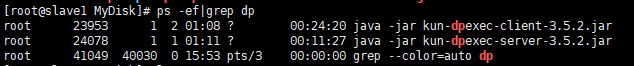 [root@slave1 MyDisk]# ps -ef|grep dp
root 23953 1 2 01:08 ? 00:24:20 java -jar kun-dpexec-client-3.5.2.jar
root 24078 1 1 01:11 ? 00:11:27 java -jar kun-dpexec-server-3.5.2.jar
root 41049 40030 0 15:53 pts/3 00:00:00 grep --color=auto dp